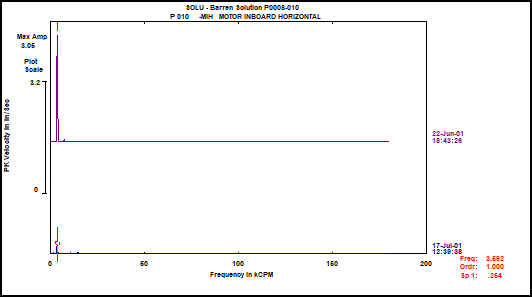 SOLU - Barren Solution P0008-010
P 010 -MIH MOTOR INBOARD HORIZONTAL
Max Amp
3.05
Plot
Scale
3.2
0
PK Velocity in In/Sec
22-Jun-01
18:43:26
17-Jul-01
12:39:38
0 50 100 150 200
Frequency in kCPM
Freq: 3.592
Ordr: 1.000
Sp 1: .254